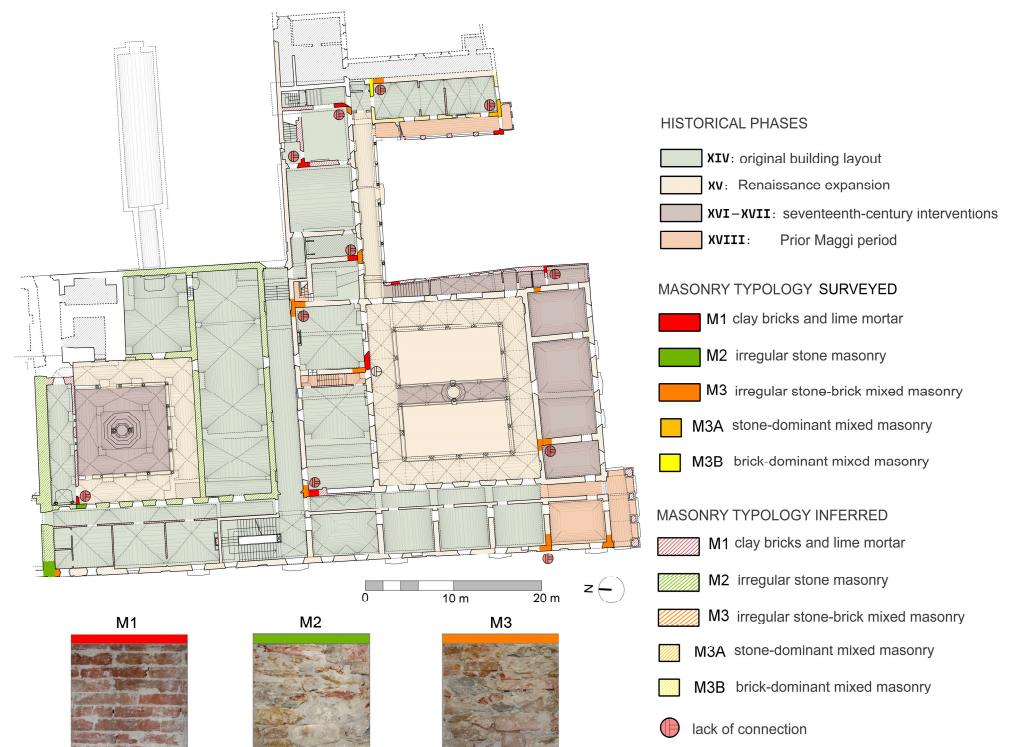 HISTORICAL PHASES
XIV: original building layout
XV: Renaissance expansion
XVI–XVII: seventeenth-century interventions
XVIII: Prior Maggi period
MASONRY TYPOLOGY SURVEYED
M1 clay bricks and lime mortar
M2 irregular stone masonry
M3 irregular stone-brick mixed masonry
M3A stone-dominant mixed masonry
M3B brick-dominant mixed masonry
MASONRY TYPOLOGY INFERRED
M1 clay bricks and lime mortar
M2 irregular stone masonry
M3 irregular stone-brick mixed masonry
M3A stone-dominant mixed masonry
M3B brick-dominant mixed masonry
lack of connection
0 10 m 20 m
N
M1 M2 M3